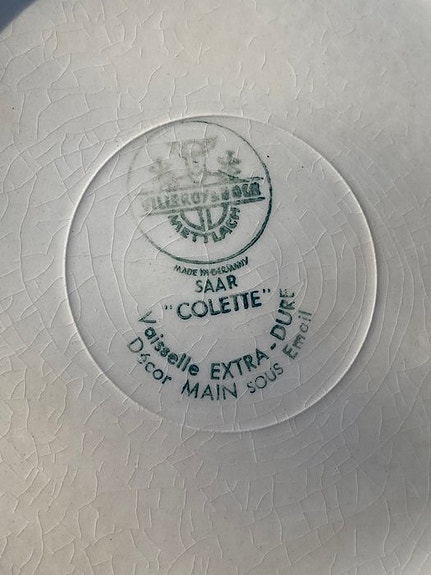 VILLEROY & BOCH
METTLACH
MADE IN GERMANY
SAAR
"COLETTE"
Vaisselle EXTRA-DURE
Décor MAIN sous Email